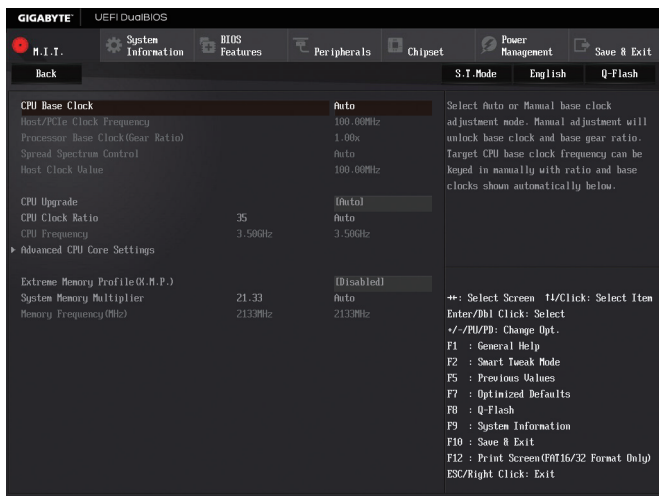 GIGABYTE™ UEFI DualBIOS
M.I.T.
System Information
BIOS Features
Peripherals
Chipset
Power Management
Save & Exit
Back
S.T.Mode English Q-Flash
CPU Base Clock Auto
Host/PCIe Clock Frequency 100.00MHz
Processor Base Clock(Gear Ratio) 1.00x
Spread Spectrum Control Auto
Host Clock Value 100.00MHz
CPU Upgrade [Auto]
CPU Clock Ratio 35 Auto
CPU Frequency 3.50GHz 3.50GHz
Advanced CPU Core Settings
Extreme Memory Profile(X.M.P.) [Disabled]
System Memory Multiplier 21.33 Auto
Memory Frequency(MHz) 2133MHz 2133MHz
Select Auto or Manual base clock
adjustment mode. Manual adjustment will
unlock base clock and base gear ratio.
Target CPU base clock frequency can be
keyed in manually with ratio and base
clocks shown automatically below.
→←: Select Screen ↑↓/Click: Select Item
Enter/Dbl Click: Select
+/-/PU/PD: Change Opt.
F1 : General Help
F2 : Smart Tweak Mode
F5 : Previous Values
F7 : Optimized Defaults
F8 : Q-Flash
F9 : System Information
F10 : Save & Exit
F12 : Print Screen(FAT16/32 Format Only)
ESC/Right Click: Exit